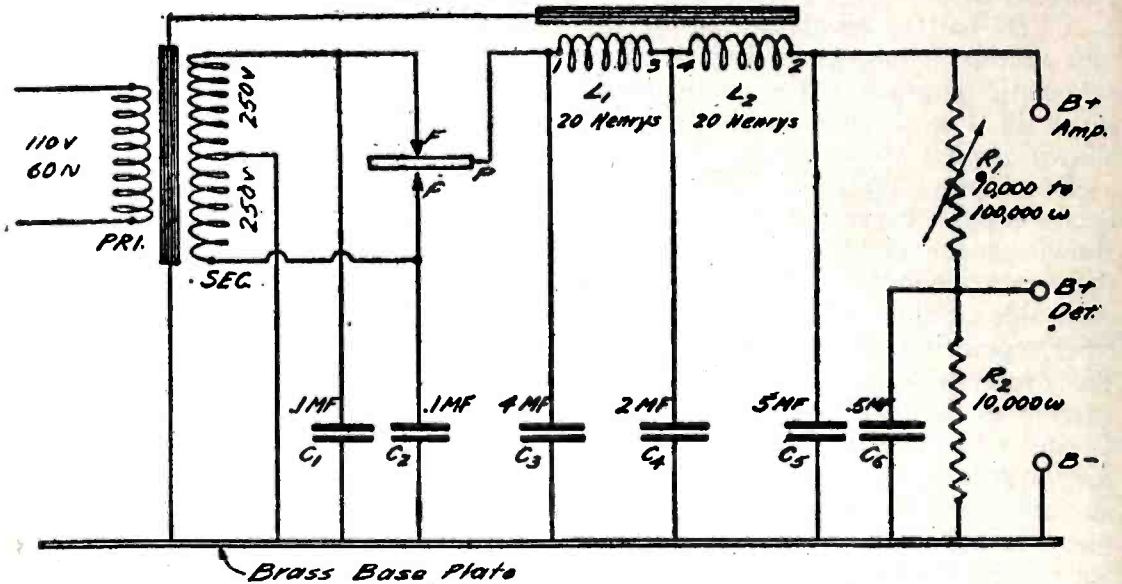 110V
60~
PRI.
250V
250V
SEC.
F
F
P
1
3
4
2
L1
20 Henrys
L2
20 Henrys
B+
Amp.
R1
10,000 to
100,000 ω
B+
Det.
R2
10,000 ω
B-
.1MF
C1
.1MF
C2
4MF
C3
2MF
C4
.5MF
C5
.5MF
C6
Brass Base Plate